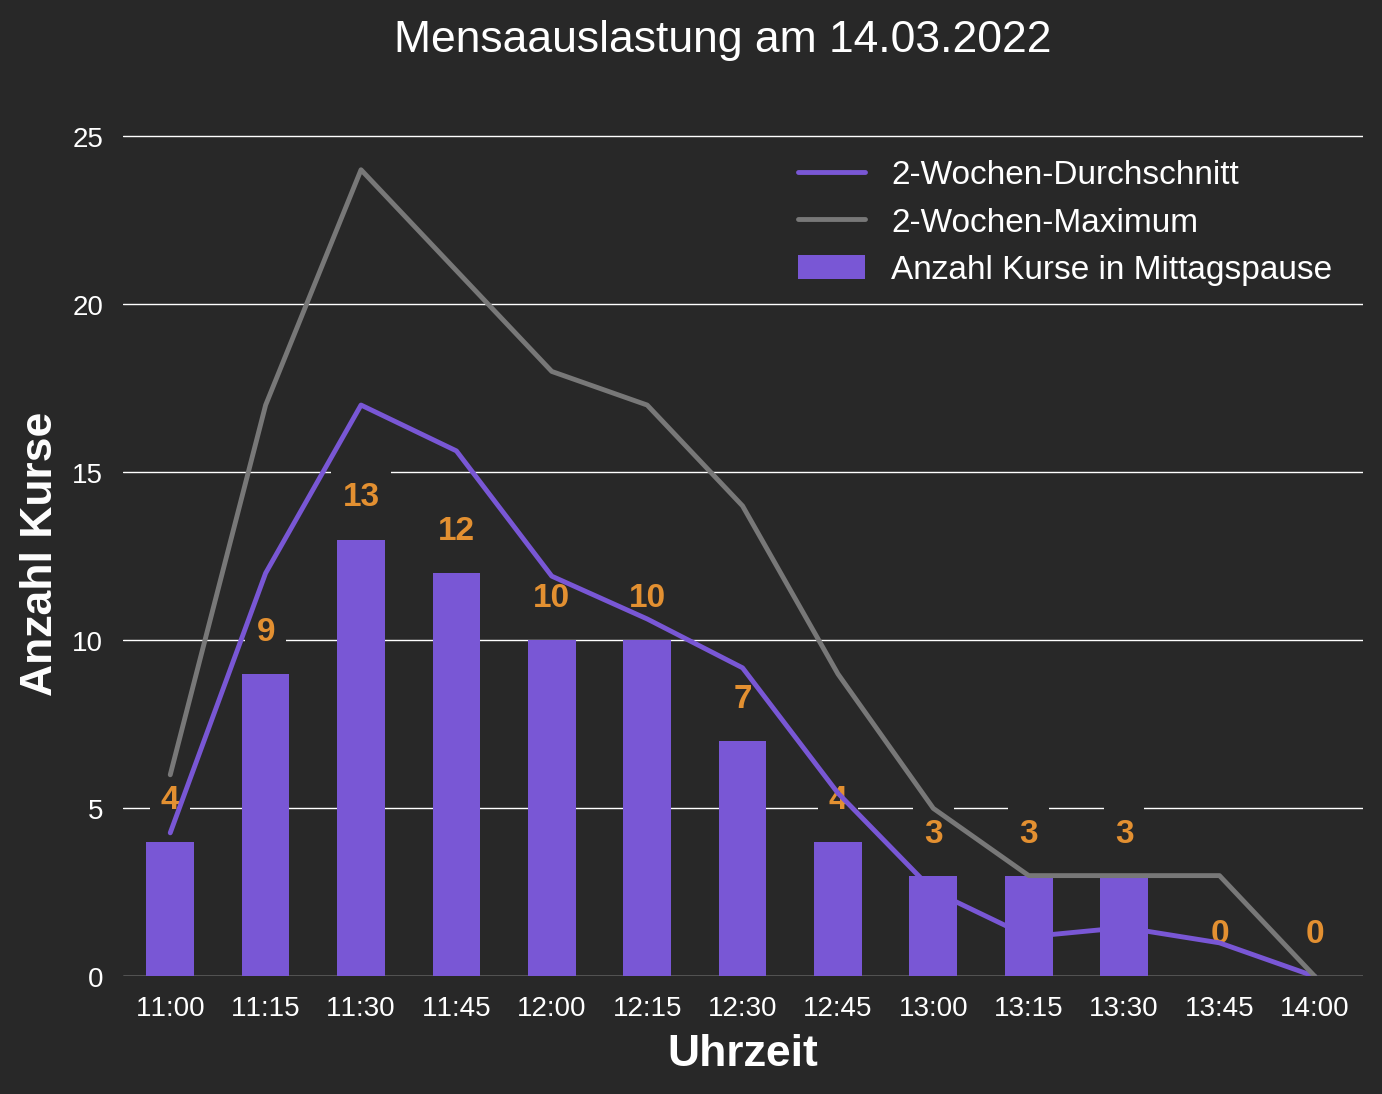 Mensaauslastung am 14.03.2022
25
20
15
10
5
0
Anzahl Kurse
2-Wochen-Durchschnitt
2-Wochen-Maximum
Anzahl Kurse in Mittagspause
4
9
13
12
10
10
7
4
3
3
3
0
0
11:00 11:15 11:30 11:45 12:00 12:15 12:30 12:45 13:00 13:15 13:30 13:45 14:00
Uhrzeit